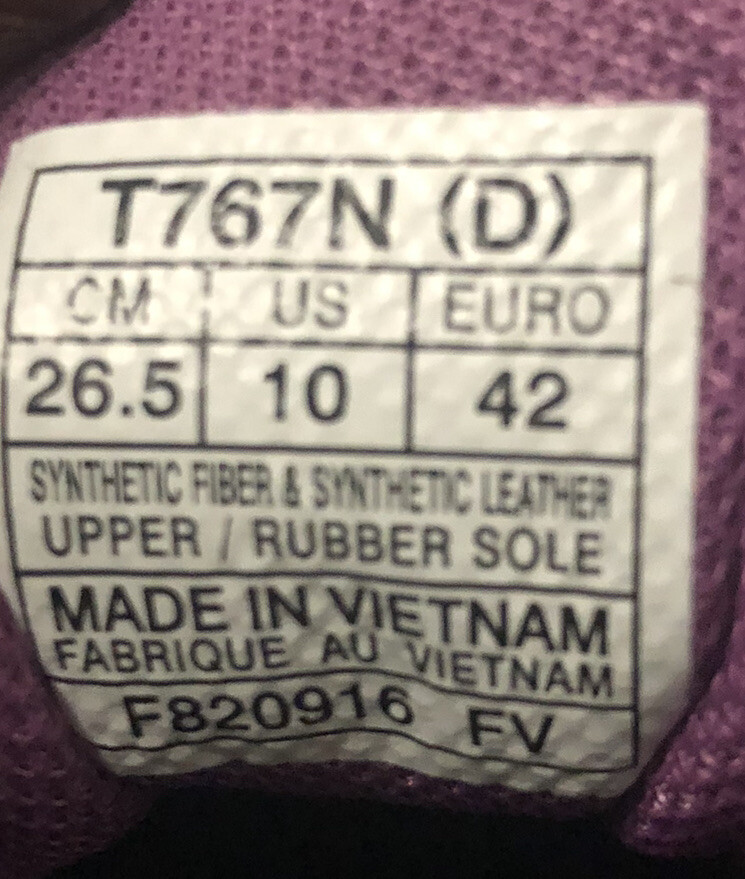 T767N (D)
CM US EURO
26.5 10 42
SYNTHETIC FIBER & SYNTHETIC LEATHER
UPPER / RUBBER SOLE
MADE IN VIETNAM
FABRIQUE AU VIETNAM
F820916 FV